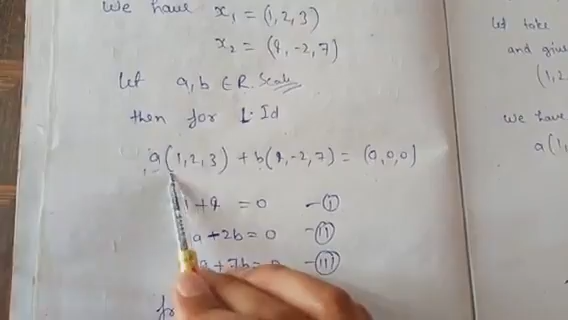 We have x₁ = (1, 2, 3)
x₂ = (4, -2, 7)
Let a, b ∈ R. Scale
then for L. Id
a(1, 2, 3) + b(4, -2, 7) = (0, 0, 0)
1 + 4 = 0 - (I)
a + 2b = 0 - (II)
+ 7b = 0 - (III)
Let take
and give
(1, 2
We have
a(1,